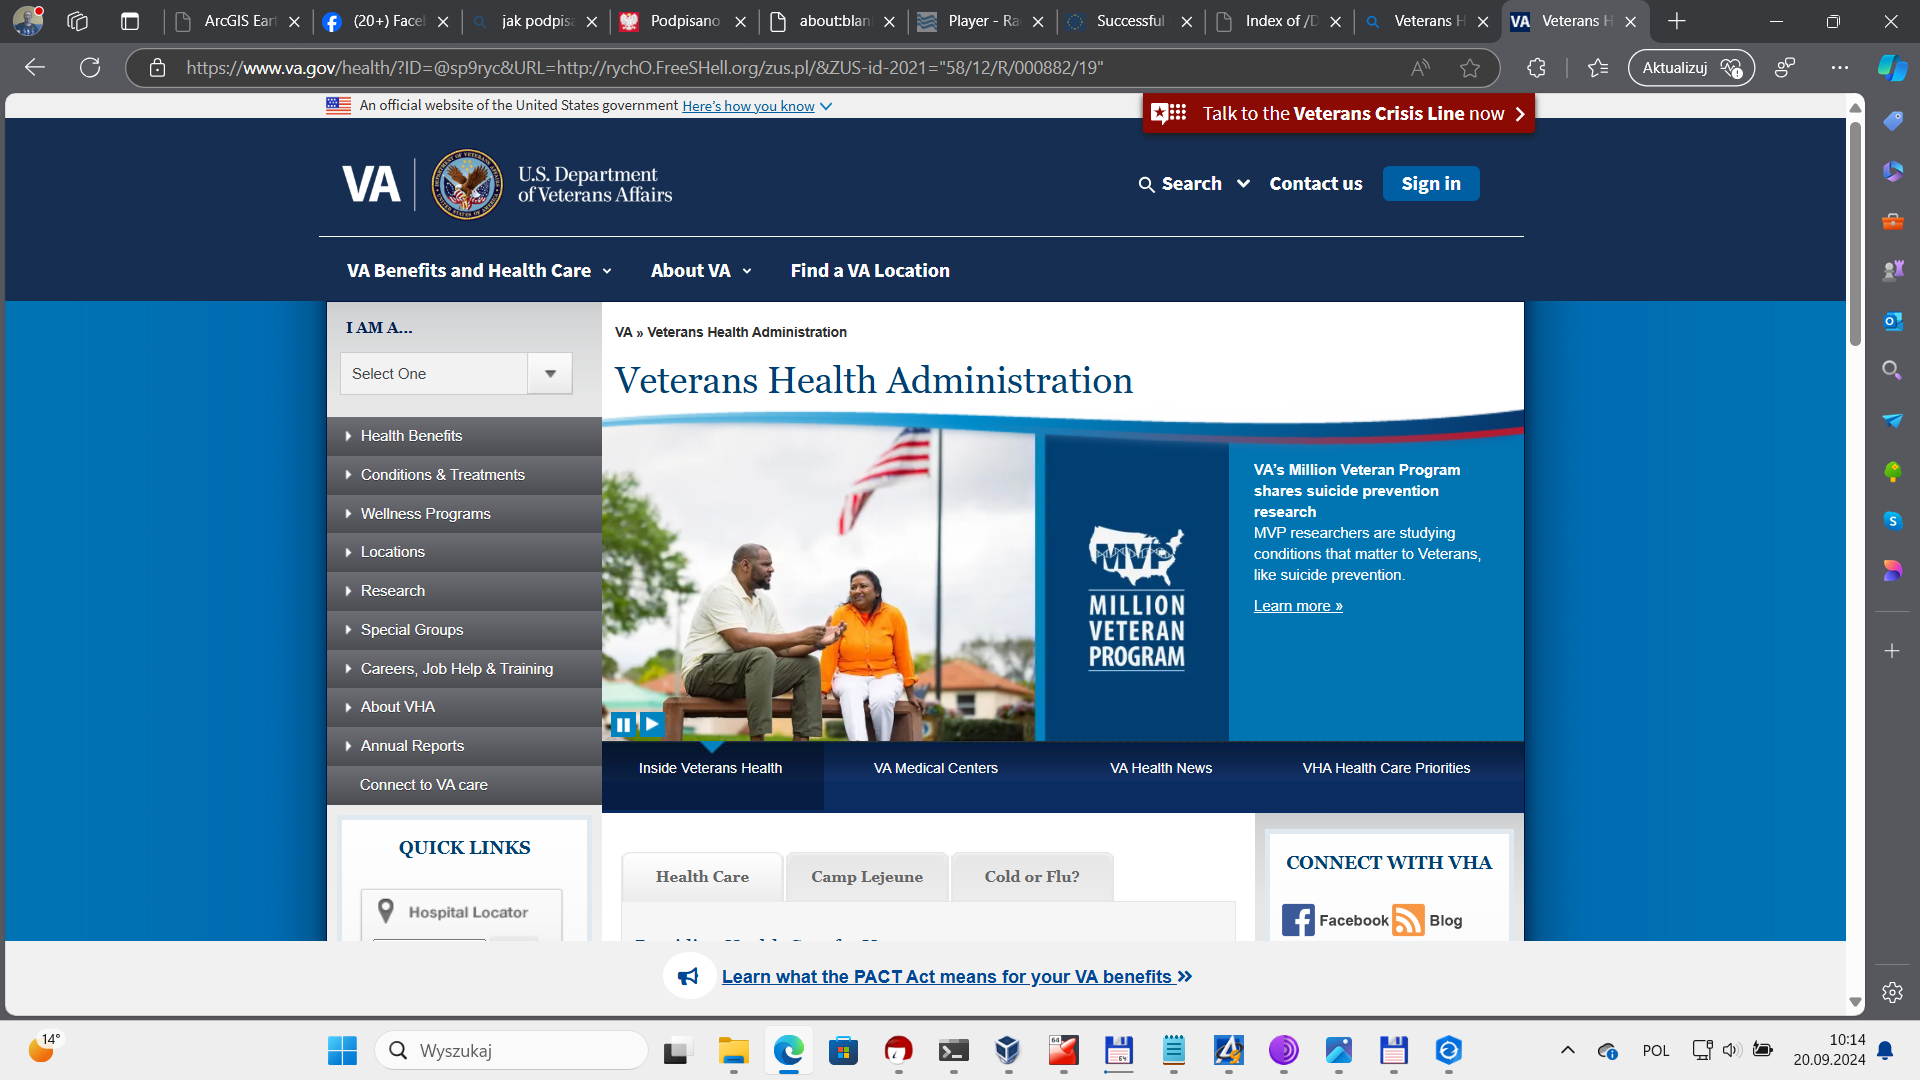 ArcGIS Eart
(20+) Faceb
jak podpisa
Podpisano
about:blan
Player - Ra
Successful
Index of /D
Veterans H
Veterans H
https://www.va.gov/health/?ID=@sp9ryc&URL=http://rychO.FreeSHell.org/zus.pl/&ZUS-id-2021="58/12/R/000882/19"
Aktualizuj
An official website of the United States government Here's how you know
Talk to the Veterans Crisis Line now
VA
U.S. Department
of Veterans Affairs
Search
Contact us
Sign in
VA Benefits and Health Care
About VA
Find a VA Location
I AM A...
Select One
Health Benefits
Conditions & Treatments
Wellness Programs
Locations
Research
Special Groups
Careers, Job Help & Training
About VHA
Annual Reports
Connect to VA care
QUICK LINKS
Hospital Locator
VA » Veterans Health Administration
Veterans Health Administration
MVP
MILLION
VETERAN
PROGRAM
VA's Million Veteran Program
shares suicide prevention
research
MVP researchers are studying
conditions that matter to Veterans,
like suicide prevention.
Learn more »
Inside Veterans Health
VA Medical Centers
VA Health News
VHA Health Care Priorities
Health Care
Camp Lejeune
Cold or Flu?
CONNECT WITH VHA
Facebook
Blog
Learn what the PACT Act means for your VA benefits »
14°
Wyszukaj
POL
10:14
20.09.2024